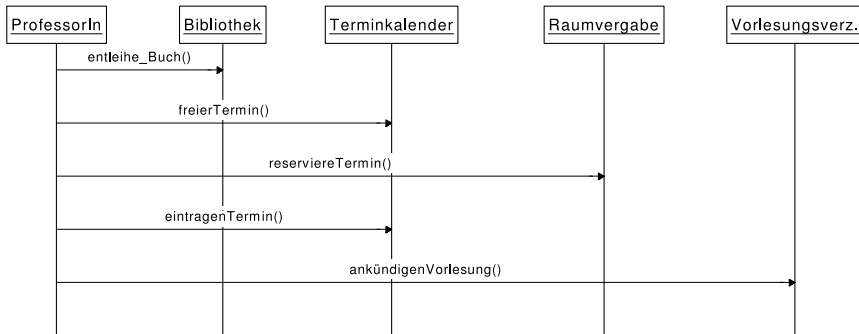 ProfessorIn Bibliothek Terminkalender Raumvergabe Vorlesungsverz.
entleihe_Buch()
freierTermin()
reserviereTermin()
eintragenTermin()
ankündigenVorlesung()